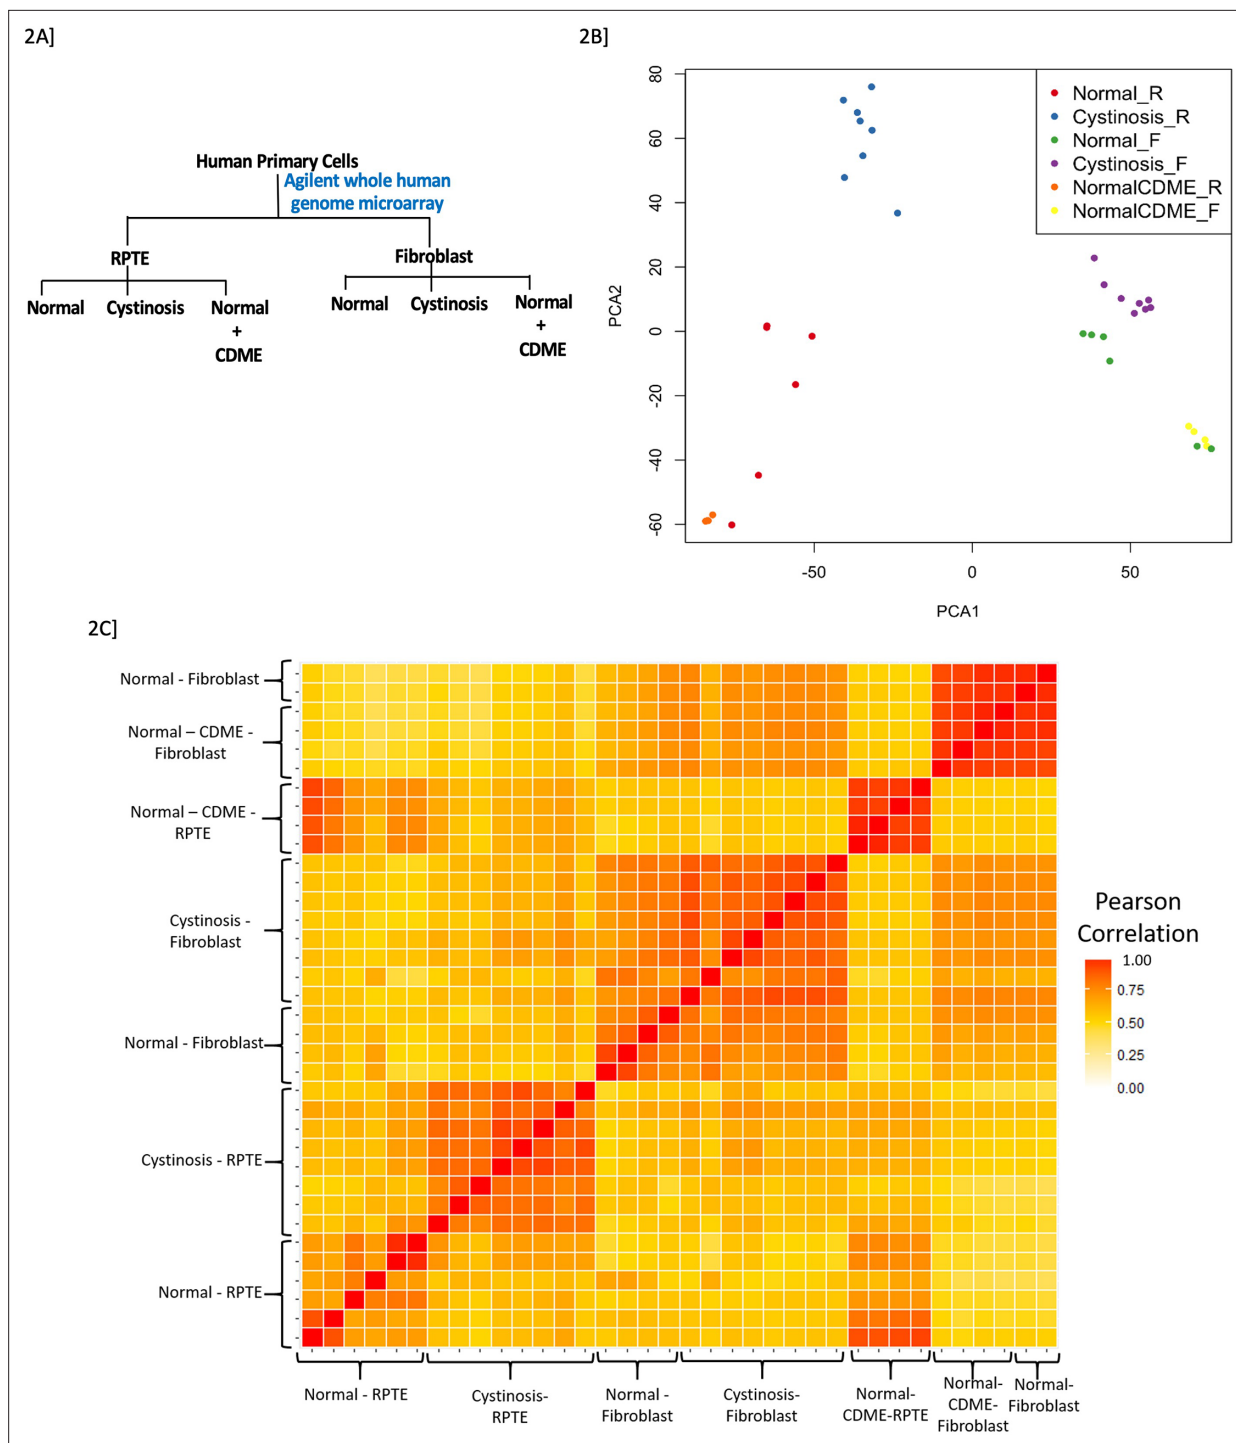 2A]
Human Primary Cells
Agilent whole human
genome microarray
RPTE
Fibroblast
Normal
Cystinosis
Normal
+
CDME
Normal
Cystinosis
Normal
+
CDME
2B]
80
60
40
20
0
-20
-40
-60
PCA2
-50
0
50
PCA1
Normal_R
Cystinosis_R
Normal_F
Cystinosis_F
NormalCDME_R
NormalCDME_F
2C]
Normal - Fibroblast
Normal – CDME -
Fibroblast
Normal – CDME -
RPTE
Cystinosis -
Fibroblast
Normal - Fibroblast
Cystinosis - RPTE
Normal - RPTE
Normal - RPTE
Cystinosis-
RPTE
Normal -
Fibroblast
Cystinosis-
Fibroblast
Normal-
CDME-RPTE
Normal-
CDME-
Fibroblast
Normal-
Fibroblast
Pearson
Correlation
1.00
0.75
0.50
0.25
0.00